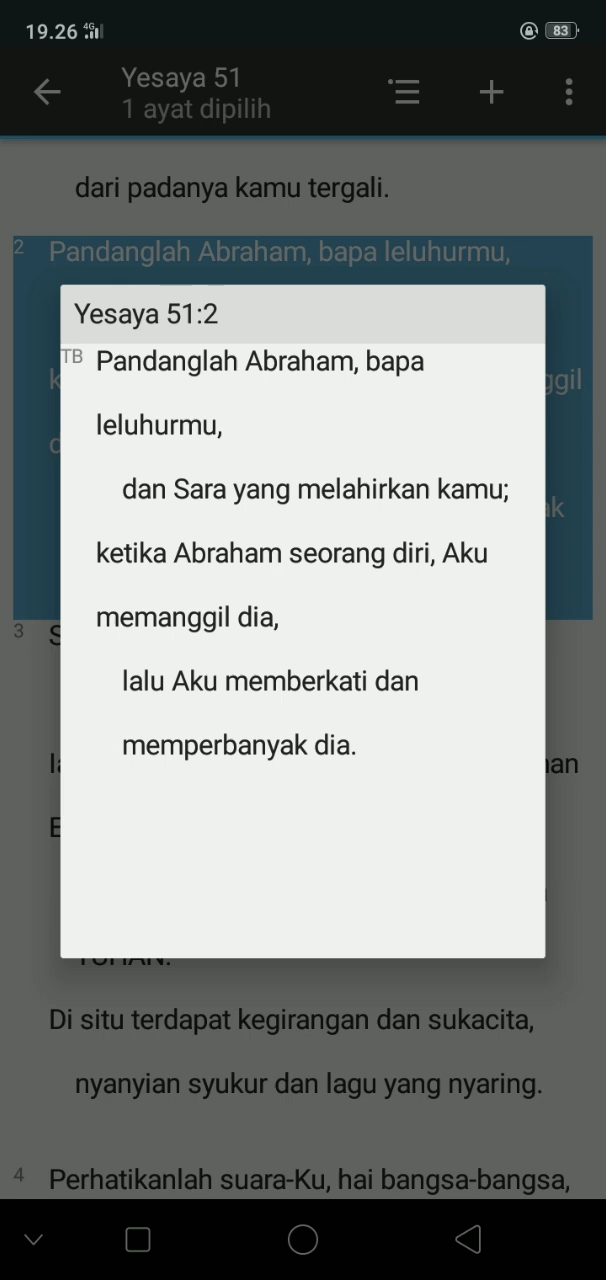 19.26 4G 83
Yesaya 51
1 ayat dipilih
dari padanya kamu tergali.
2 Pandanglah Abraham, bapa leluhurmu,
Yesaya 51:2
TB Pandanglah Abraham, bapa
leluhurmu,
dan Sara yang melahirkan kamu;
ketika Abraham seorang diri, Aku
memanggil dia,
lalu Aku memberkati dan
memperbanyak dia.
3
TUHAN.
Di situ terdapat kegirangan dan sukacita,
nyanyian syukur dan lagu yang nyaring.
4 Perhatikanlah suara-Ku, hai bangsa-bangsa,